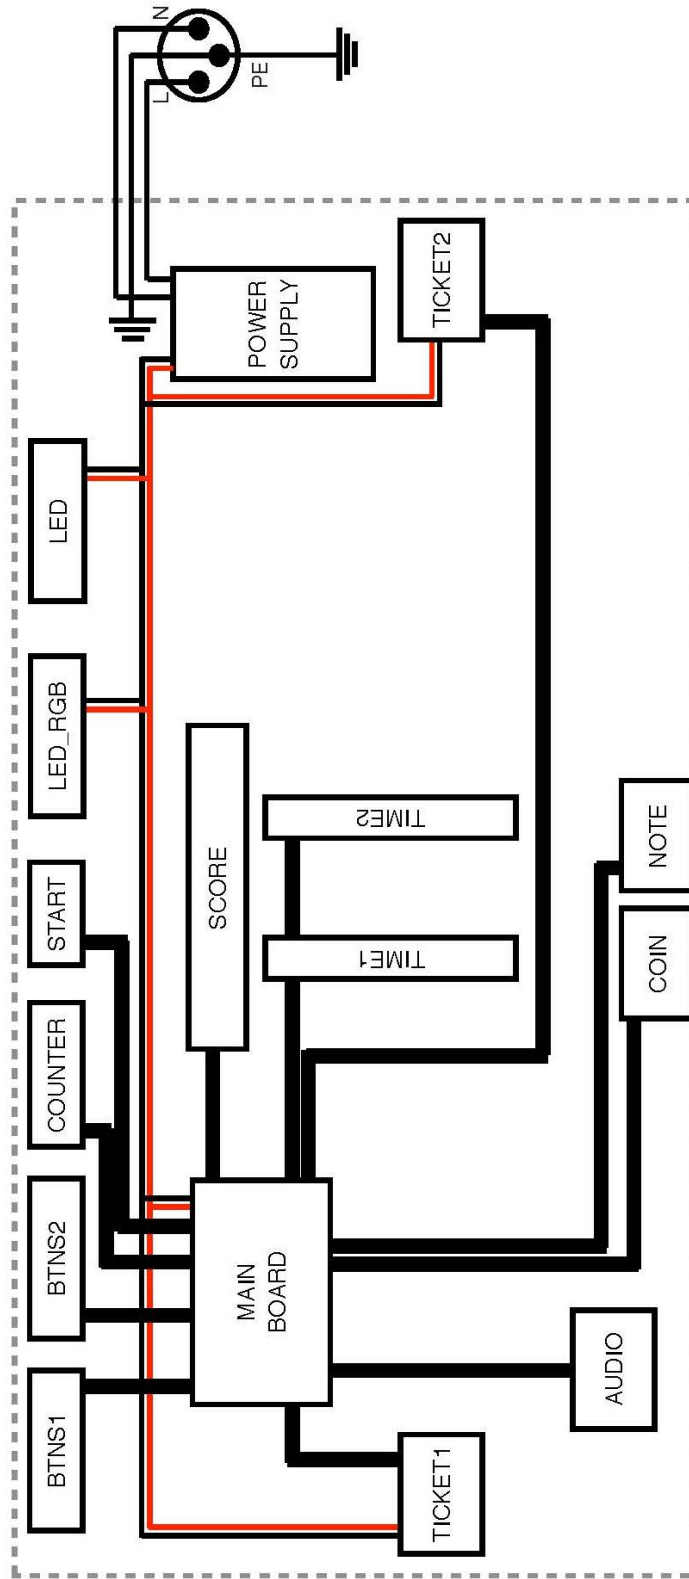 N
L
PE
POWER
SUPPLY
TICKET2
LED
LED_RGB
START
COUNTER
BTNS2
BTNS1
SCORE
TIME2
TIME1
MAIN
BOARD
NOTE
COIN
AUDIO
TICKET1